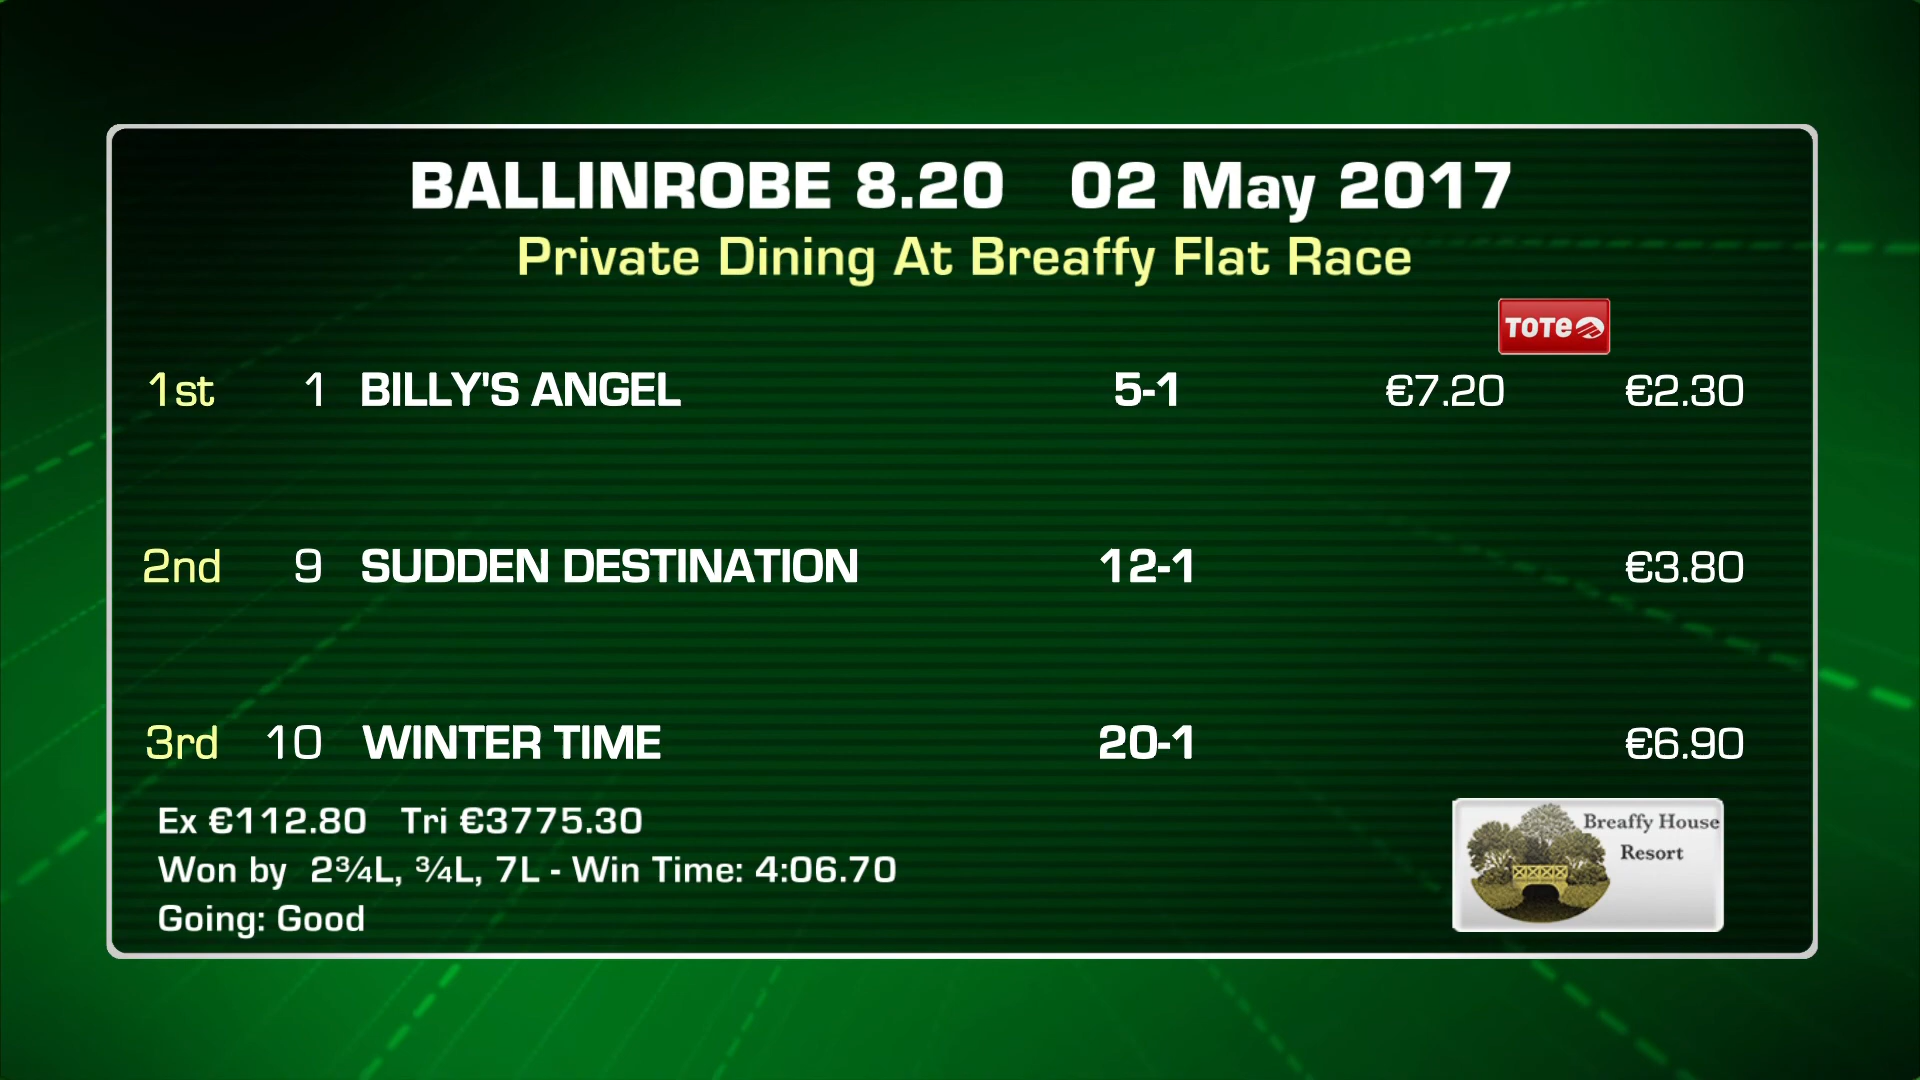 BALLINROBE 8.20 02 May 2017
Private Dining At Breaffy Flat Race
TOTE
1st 1 BILLY'S ANGEL 5-1 €7.20 €2.30
2nd 9 SUDDEN DESTINATION 12-1 €3.80
3rd 10 WINTER TIME 20-1 €6.90
Ex €112.80 Tri €3775.30
Won by 2¾L, ¾L, 7L - Win Time: 4:06.70
Going: Good
Breaffy House
Resort